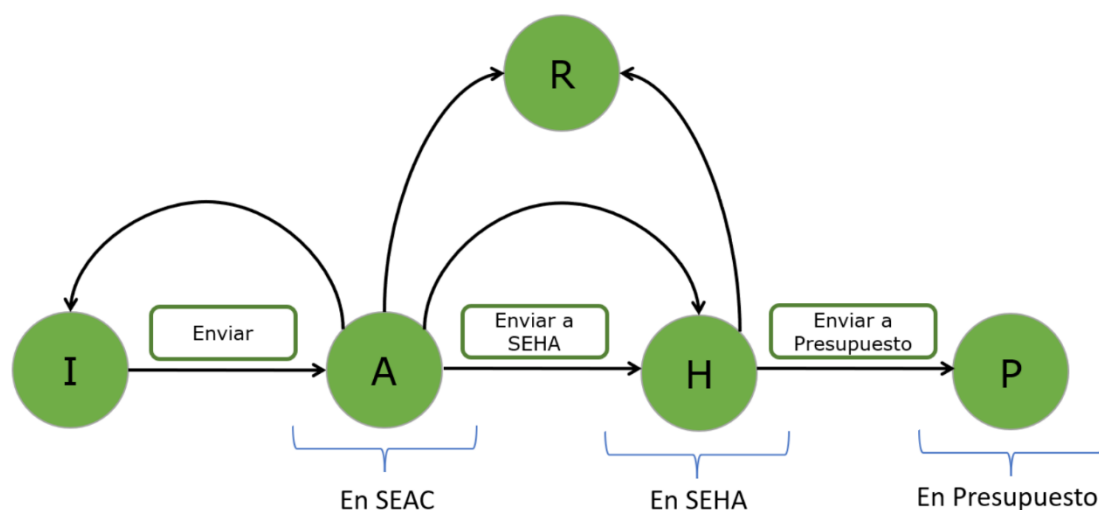 R
Enviar
Enviar a
SEHA
Enviar a
Presupuesto
I
A
H
P
En SEAC
En SEHA
En Presupuesto